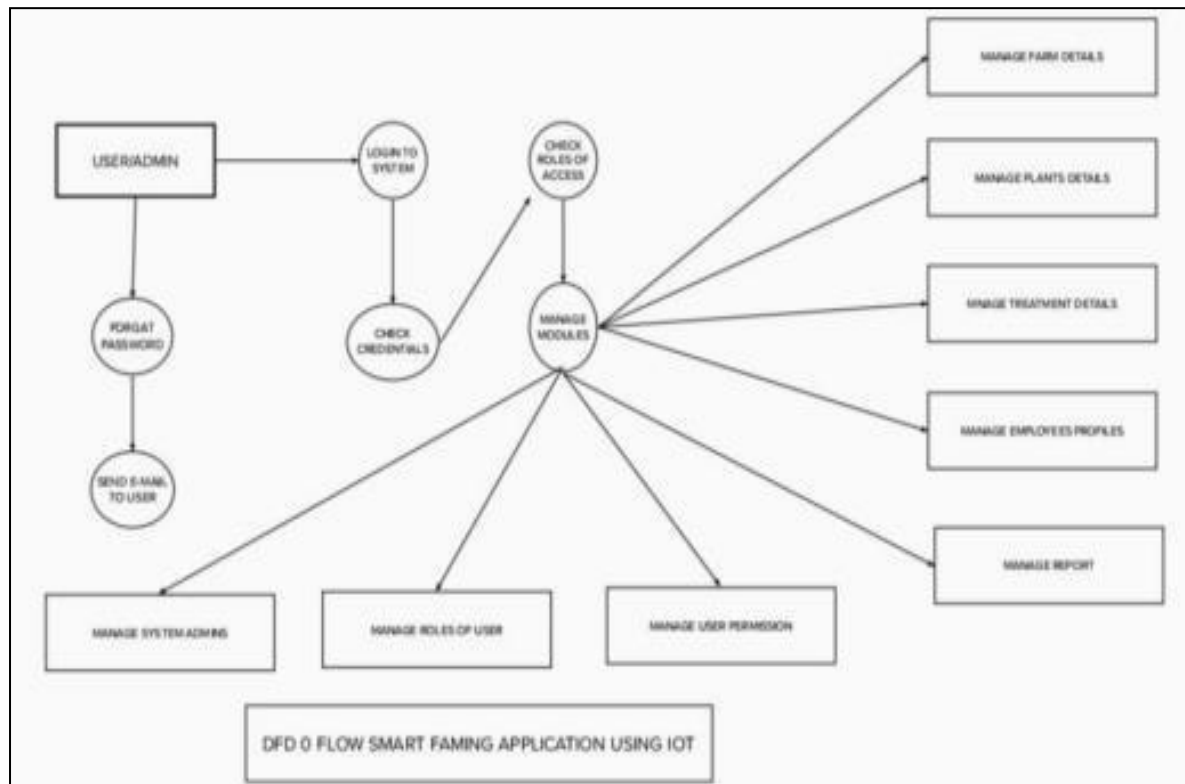 MANAGE FARM DETAILS
USER/ADMIN
LOGIN TO
SYSTEM
CHECK
ROLES OF
ACCESS
MANAGE PLANTS DETAILS
FORGAT
PASSWORD
CHECK
CREDENTIALS
MANAGE
MODULES
MNAGE TREATMENT DETAILS
MANAGE EMPLOYEES PROFILES
SEND E-MAIL
TO USER
MANAGE REPORT
MANAGE SYSTEM ADMINS
MANAGE ROLES OF USER
MANAGE USER PERMISSION
DFD 0 FLOW SMART FAMING APPLICATION USING IOT